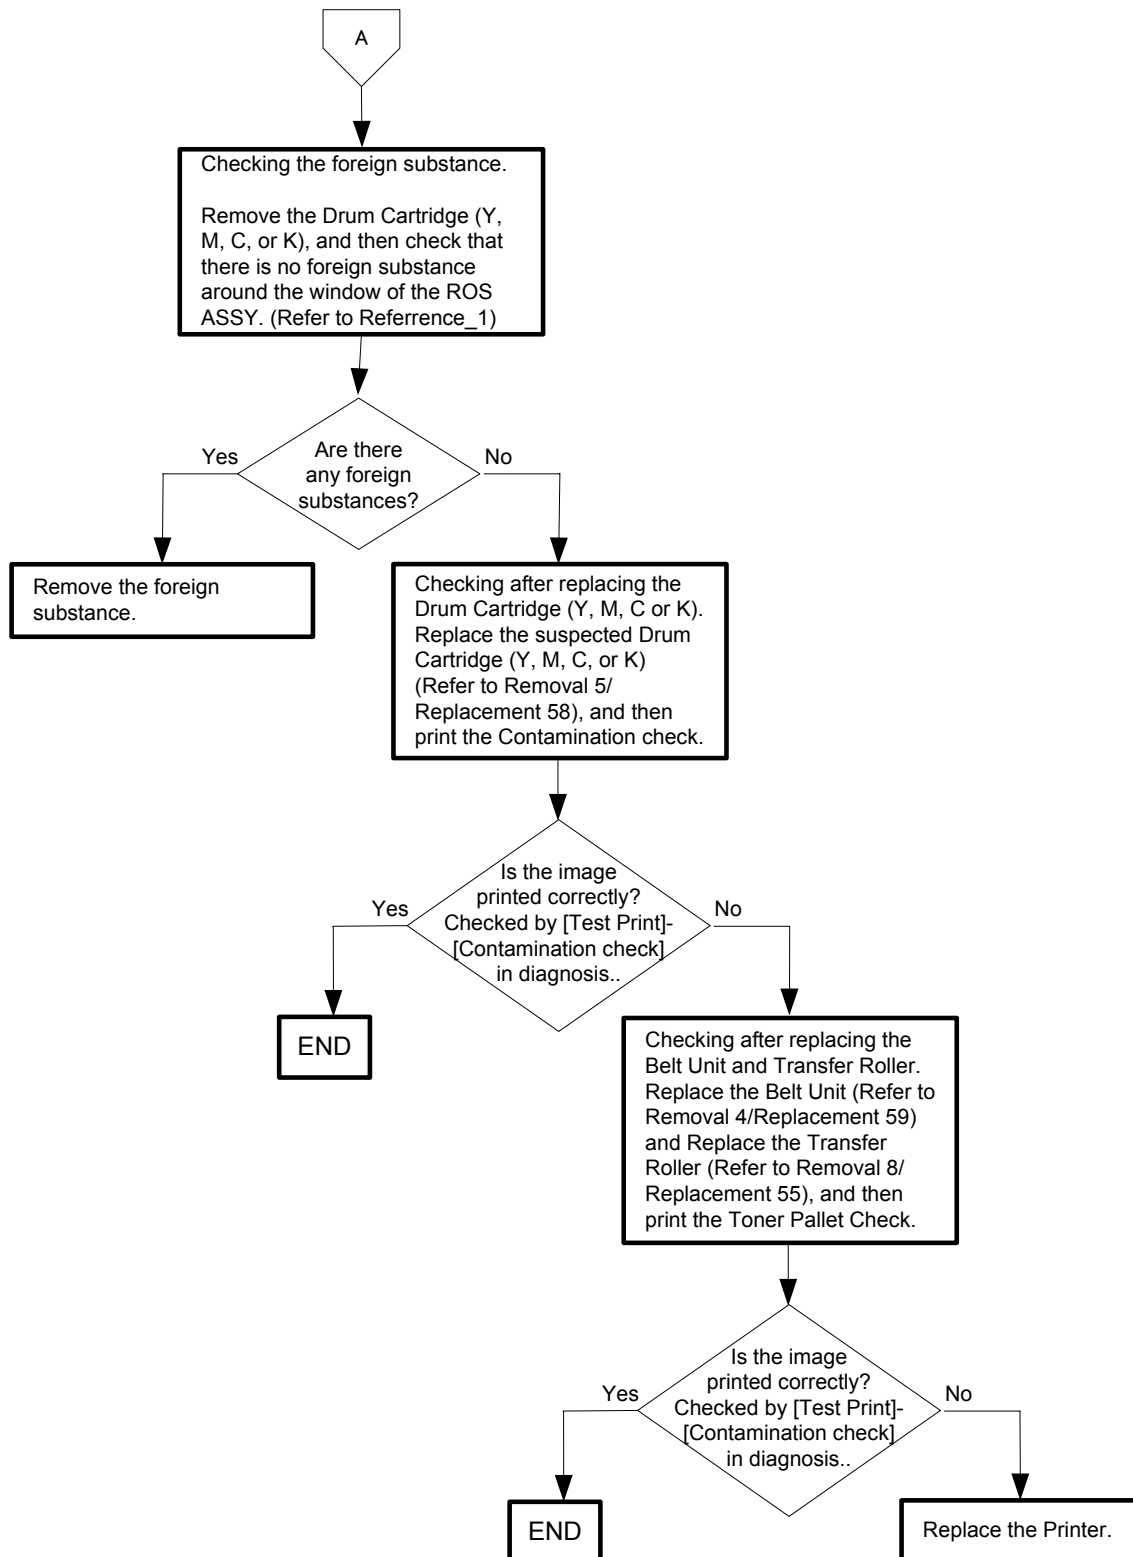 A
Checking the foreign substance.
Remove the Drum Cartridge (Y,
M, C, or K), and then check that
there is no foreign substance
around the window of the ROS
ASSY. (Refer to Referrence_1)
Are there
any foreign
substances?
Yes
No
Remove the foreign
substance.
Checking after replacing the
Drum Cartridge (Y, M, C or K).
Replace the suspected Drum
Cartridge (Y, M, C, or K)
(Refer to Removal 5/
Replacement 58), and then
print the Contamination check.
Is the image
printed correctly?
Checked by [Test Print]-
[Contamination check]
in diagnosis..
Yes
No
END
Checking after replacing the
Belt Unit and Transfer Roller.
Replace the Belt Unit (Refer to
Removal 4/Replacement 59)
and Replace the Transfer
Roller (Refer to Removal 8/
Replacement 55), and then
print the Toner Pallet Check.
Is the image
printed correctly?
Checked by [Test Print]-
[Contamination check]
in diagnosis..
Yes
No
END
Replace the Printer.